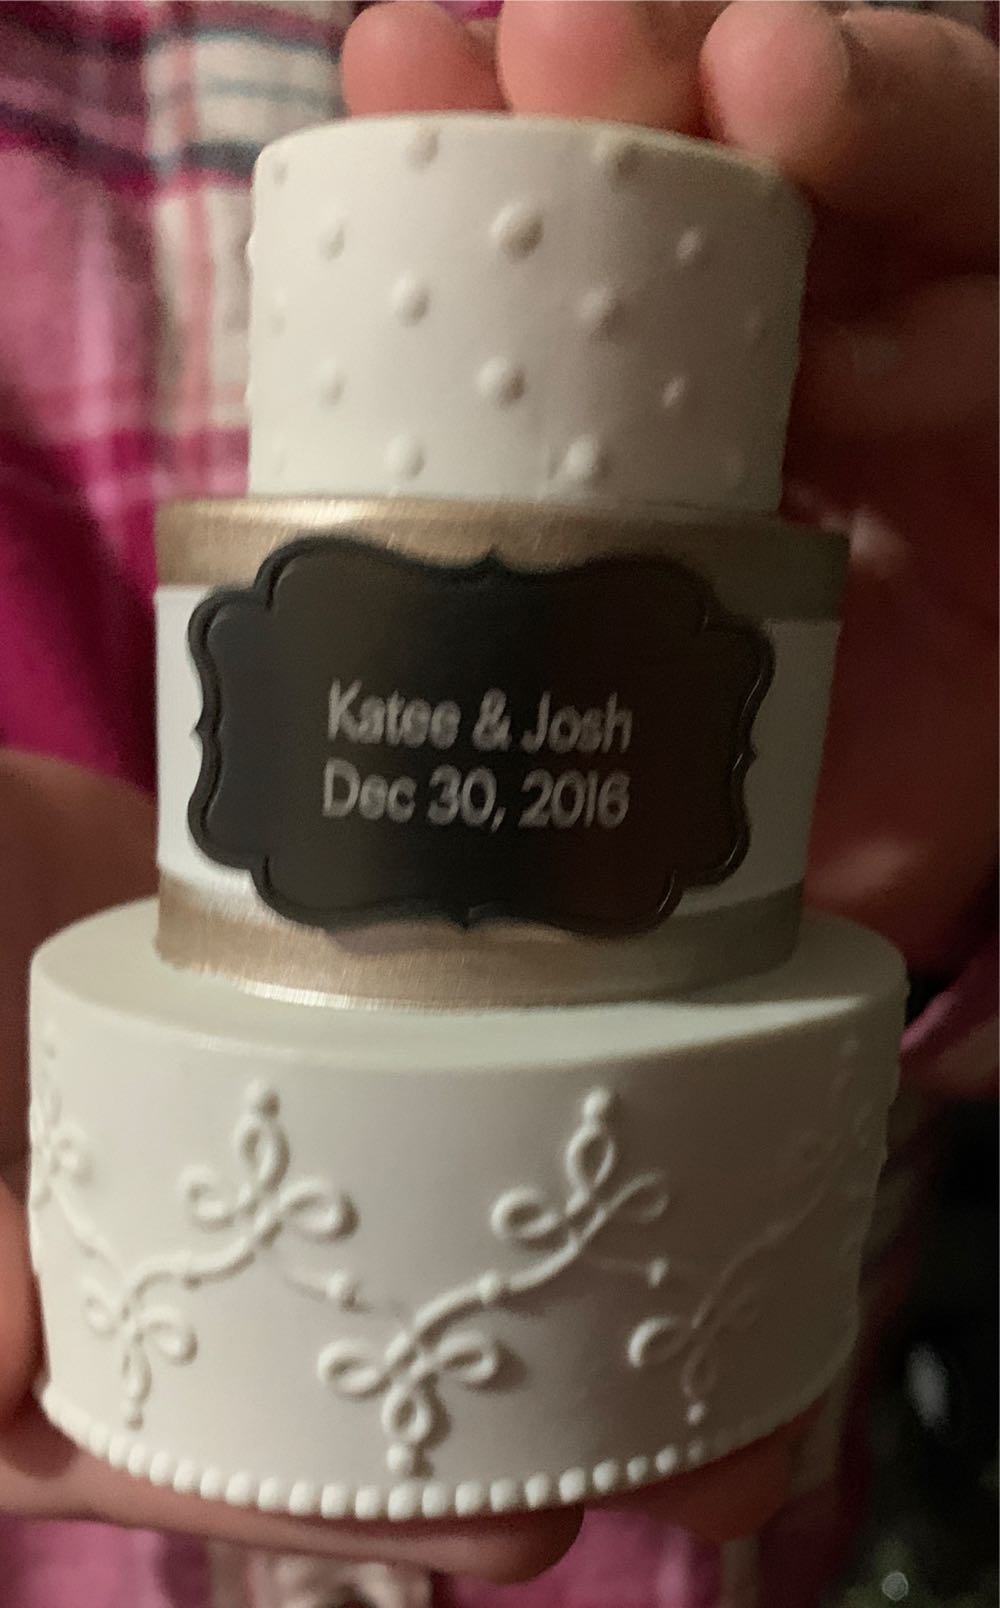 Katee & Josh
Dec 30, 2016